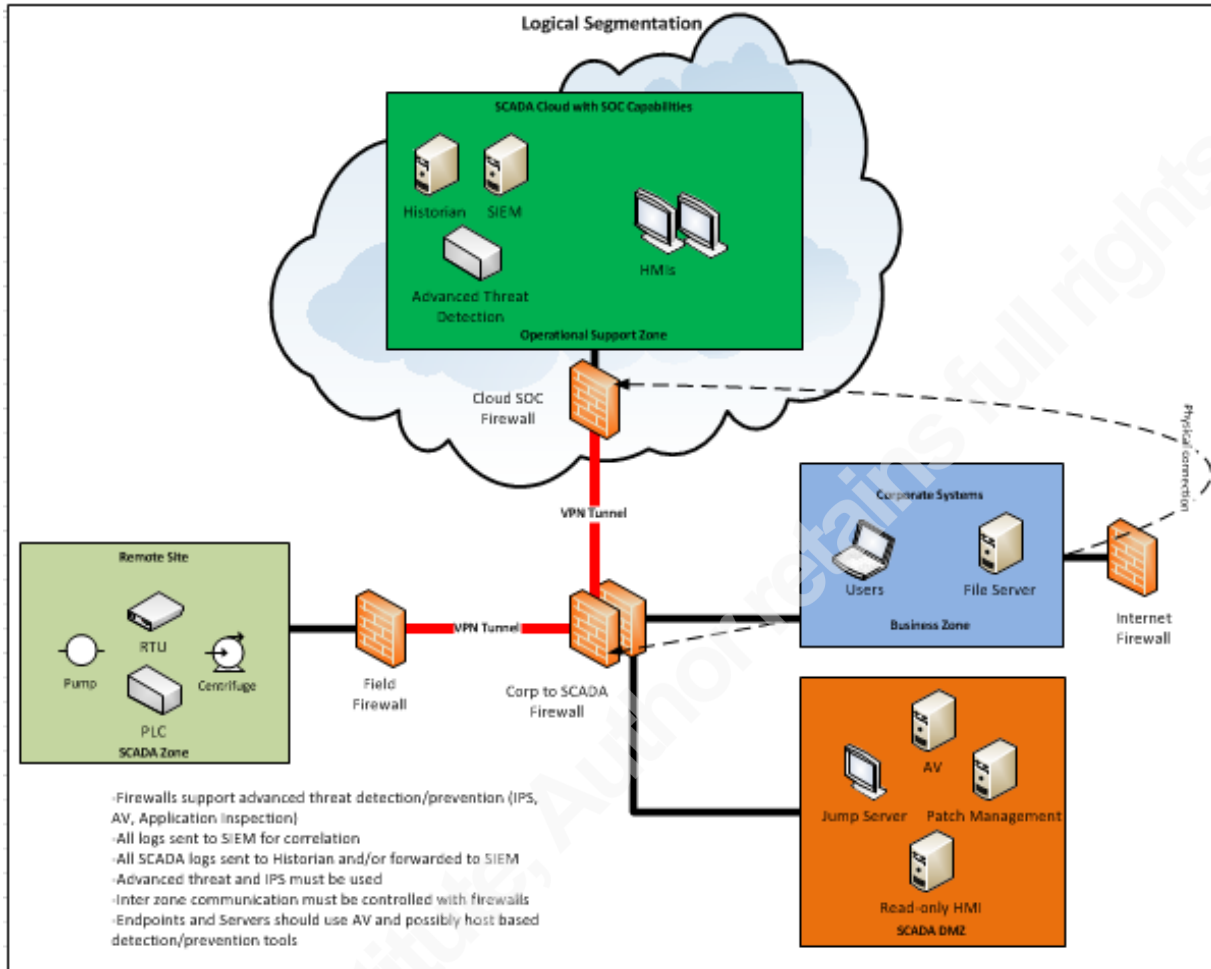 Logical Segmentation
SCADA Cloud with SOC Capabilities
Historian
SIEM
HMIs
Advanced Threat
Detection
Operational Support Zone
Cloud SOC
Firewall
Physical connection
VPN Tunnel
Corporate Systems
Users
File Server
Business Zone
Internet
Firewall
Remote Site
RTU
Pump
Centrifuge
PLC
SCADA Zone
VPN Tunnel
Field
Firewall
Corp to SCADA
Firewall
AV
Jump Server
Patch Management
Read-only HMI
SCADA DMZ
-Firewalls support advanced threat detection/prevention (IPS,
AV, Application Inspection)
-All logs sent to SIEM for correlation
-All SCADA logs sent to Historian and/or forwarded to SIEM
-Advanced threat and IPS must be used
-Inter zone communication must be controlled with firewalls
-Endpoints and Servers should use AV and possibly host based
detection/prevention tools
Author retains full rights